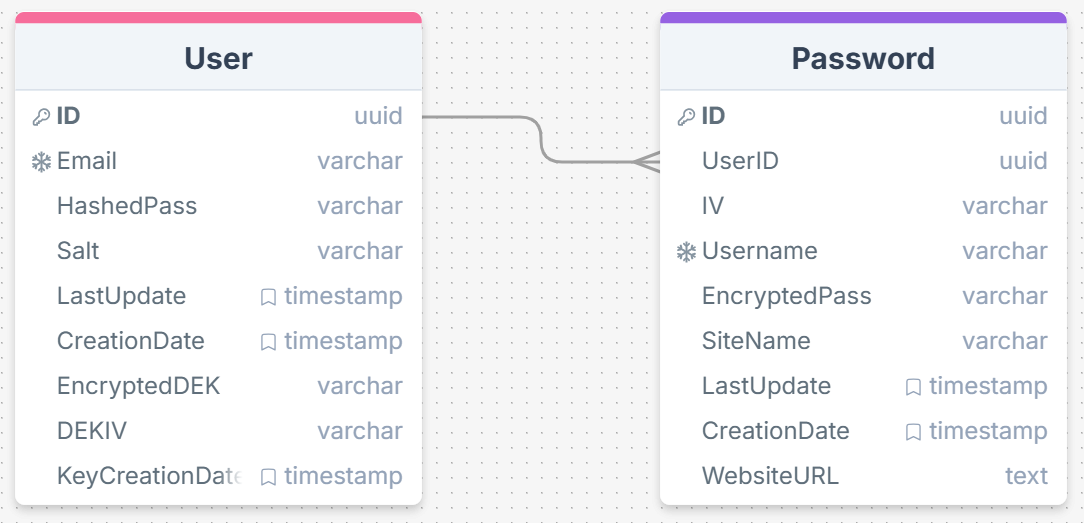 User
ID uuid
Email varchar
HashedPass varchar
Salt varchar
LastUpdate timestamp
CreationDate timestamp
EncryptedDEK varchar
DEKIV varchar
KeyCreationDate timestamp
Password
ID uuid
UserID uuid
IV varchar
Username varchar
EncryptedPass varchar
SiteName varchar
LastUpdate timestamp
CreationDate timestamp
WebsiteURL text